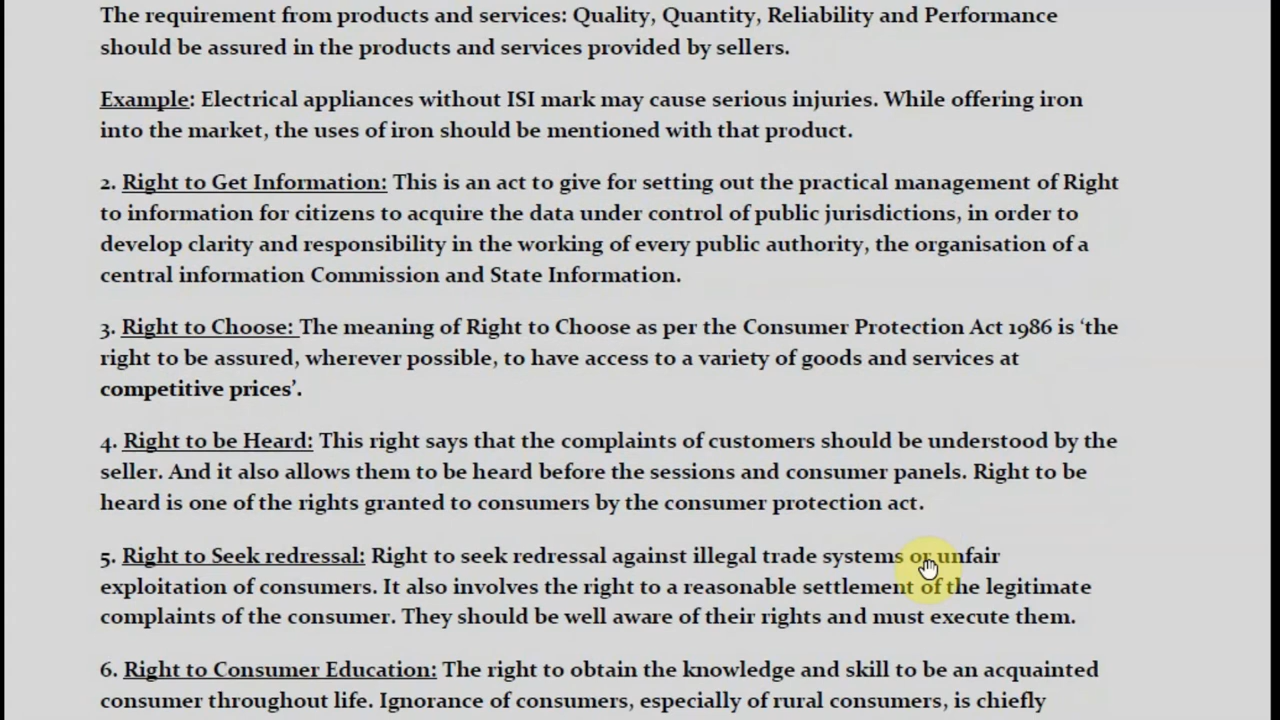 The requirement from products and services: Quality, Quantity, Reliability and Performance
should be assured in the products and services provided by sellers.
Example: Electrical appliances without ISI mark may cause serious injuries. While offering iron
into the market, the uses of iron should be mentioned with that product.
2. Right to Get Information: This is an act to give for setting out the practical management of Right
to information for citizens to acquire the data under control of public jurisdictions, in order to
develop clarity and responsibility in the working of every public authority, the organisation of a
central information Commission and State Information.
3. Right to Choose: The meaning of Right to Choose as per the Consumer Protection Act 1986 is ‘the
right to be assured, wherever possible, to have access to a variety of goods and services at
competitive prices’.
4. Right to be Heard: This right says that the complaints of customers should be understood by the
seller. And it also allows them to be heard before the sessions and consumer panels. Right to be
heard is one of the rights granted to consumers by the consumer protection act.
5. Right to Seek redressal: Right to seek redressal against illegal trade systems or unfair
exploitation of consumers. It also involves the right to a reasonable settlement of the legitimate
complaints of the consumer. They should be well aware of their rights and must execute them.
6. Right to Consumer Education: The right to obtain the knowledge and skill to be an acquainted
consumer throughout life. Ignorance of consumers, especially of rural consumers, is chiefly